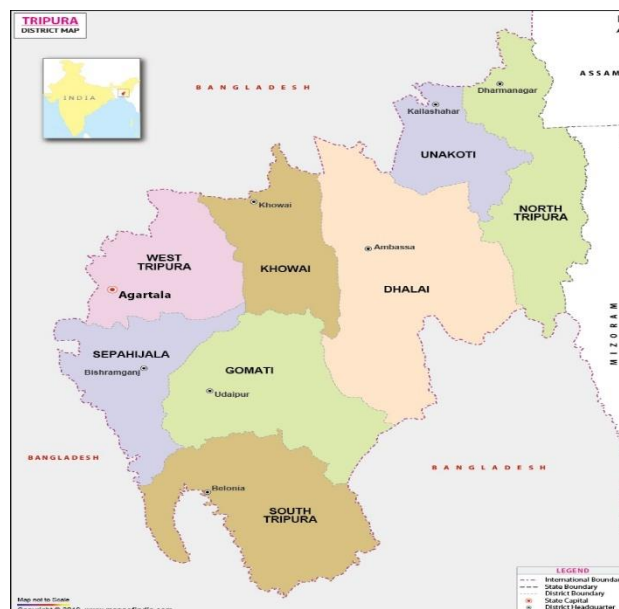 TRIPURA
DISTRICT MAP
INDIA
BANGLADESH
ASSAM
Dharmanagar
Kailashahar
UNAKOTI
NORTH
TRIPURA
Khowai
WEST
TRIPURA
KHOWAI
Ambassa
DHALAI
Agartala
MIZORAM
SEPAHIJALA
Bishramganj
GOMATI
Udaipur
BANGLADESH
BANGLADESH
Belonia
SOUTH
TRIPURA
LEGEND
International Boundar
State Boundary
District Boundary
State Capital
District Headquarter
Map not to Scale